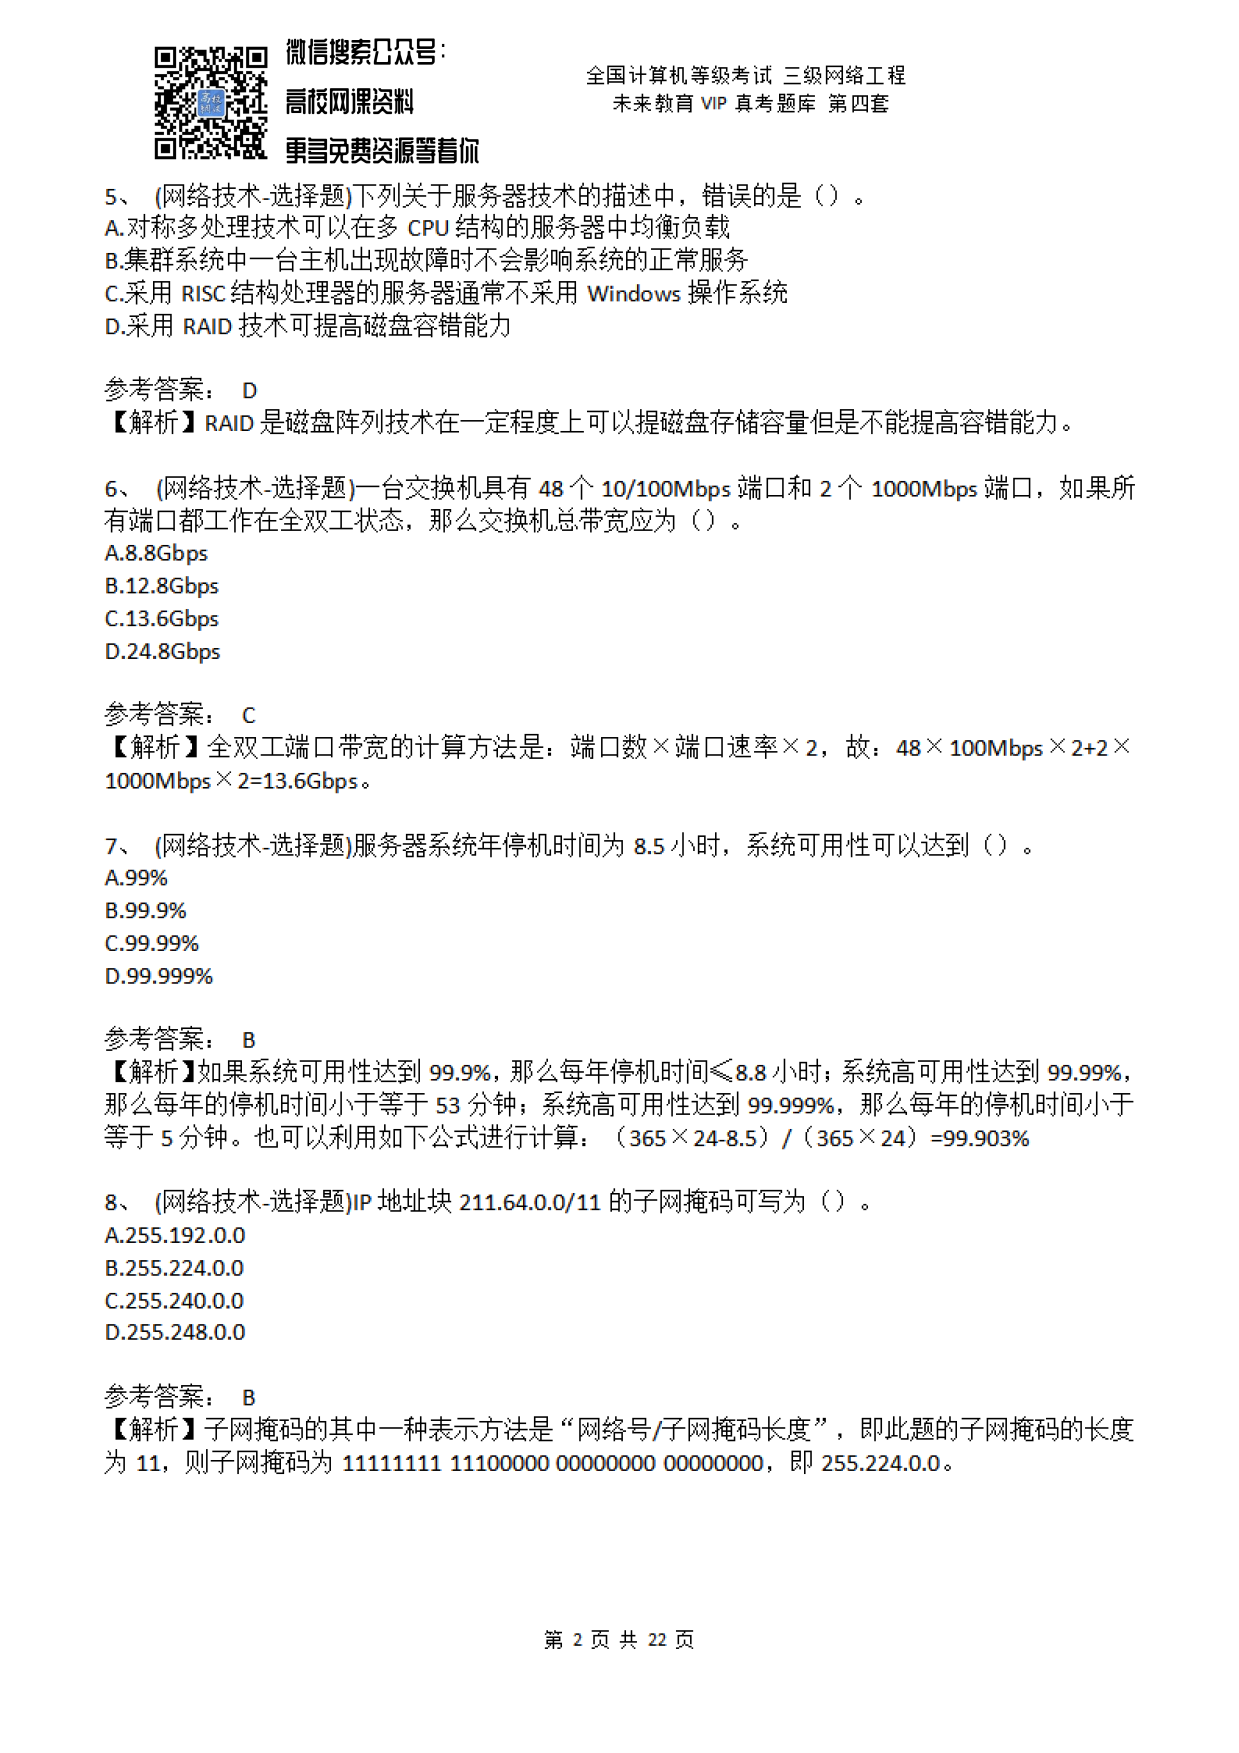 微信搜索公众号：
高校网课资料
更多免费资源等着你
全国计算机等级考试 三级网络工程
未来教育 VIP 真考题库 第四套
5、 (网络技术-选择题)下列关于服务器技术的描述中，错误的是（）。
A.对称多处理技术可以在多 CPU 结构的服务器中均衡负载
B.集群系统中一台主机出现故障时不会影响系统的正常服务
C.采用 RISC 结构处理器的服务器通常不采用 Windows 操作系统
D.采用 RAID 技术可提高磁盘容错能力
参考答案： D
【解析】RAID 是磁盘阵列技术在一定程度上可以提磁盘存储容量但是不能提高容错能力。
6、 (网络技术-选择题)一台交换机具有 48 个 10/100Mbps 端口和 2 个 1000Mbps 端口，如果所
有端口都工作在全双工状态，那么交换机总带宽应为（）。
A.8.8Gbps
B.12.8Gbps
C.13.6Gbps
D.24.8Gbps
参考答案： C
【解析】全双工端口带宽的计算方法是：端口数×端口速率×2，故：48×100Mbps×2+2×
1000Mbps×2=13.6Gbps。
7、 (网络技术-选择题)服务器系统年停机时间为 8.5 小时，系统可用性可以达到（）。
A.99%
B.99.9%
C.99.99%
D.99.999%
参考答案： B
【解析】如果系统可用性达到 99.9%，那么每年停机时间≤8.8 小时；系统高可用性达到 99.99%，
那么每年的停机时间小于等于 53 分钟；系统高可用性达到 99.999%，那么每年的停机时间小于
等于 5 分钟。也可以利用如下公式进行计算：（365×24-8.5）/（365×24）=99.903%
8、 (网络技术-选择题)IP 地址块 211.64.0.0/11 的子网掩码可写为（）。
A.255.192.0.0
B.255.224.0.0
C.255.240.0.0
D.255.248.0.0
参考答案： B
【解析】子网掩码的其中一种表示方法是“网络号/子网掩码长度”，即此题的子网掩码的长度
为 11，则子网掩码为 11111111 11100000 00000000 00000000，即 255.224.0.0。
第 2 页 共 22 页